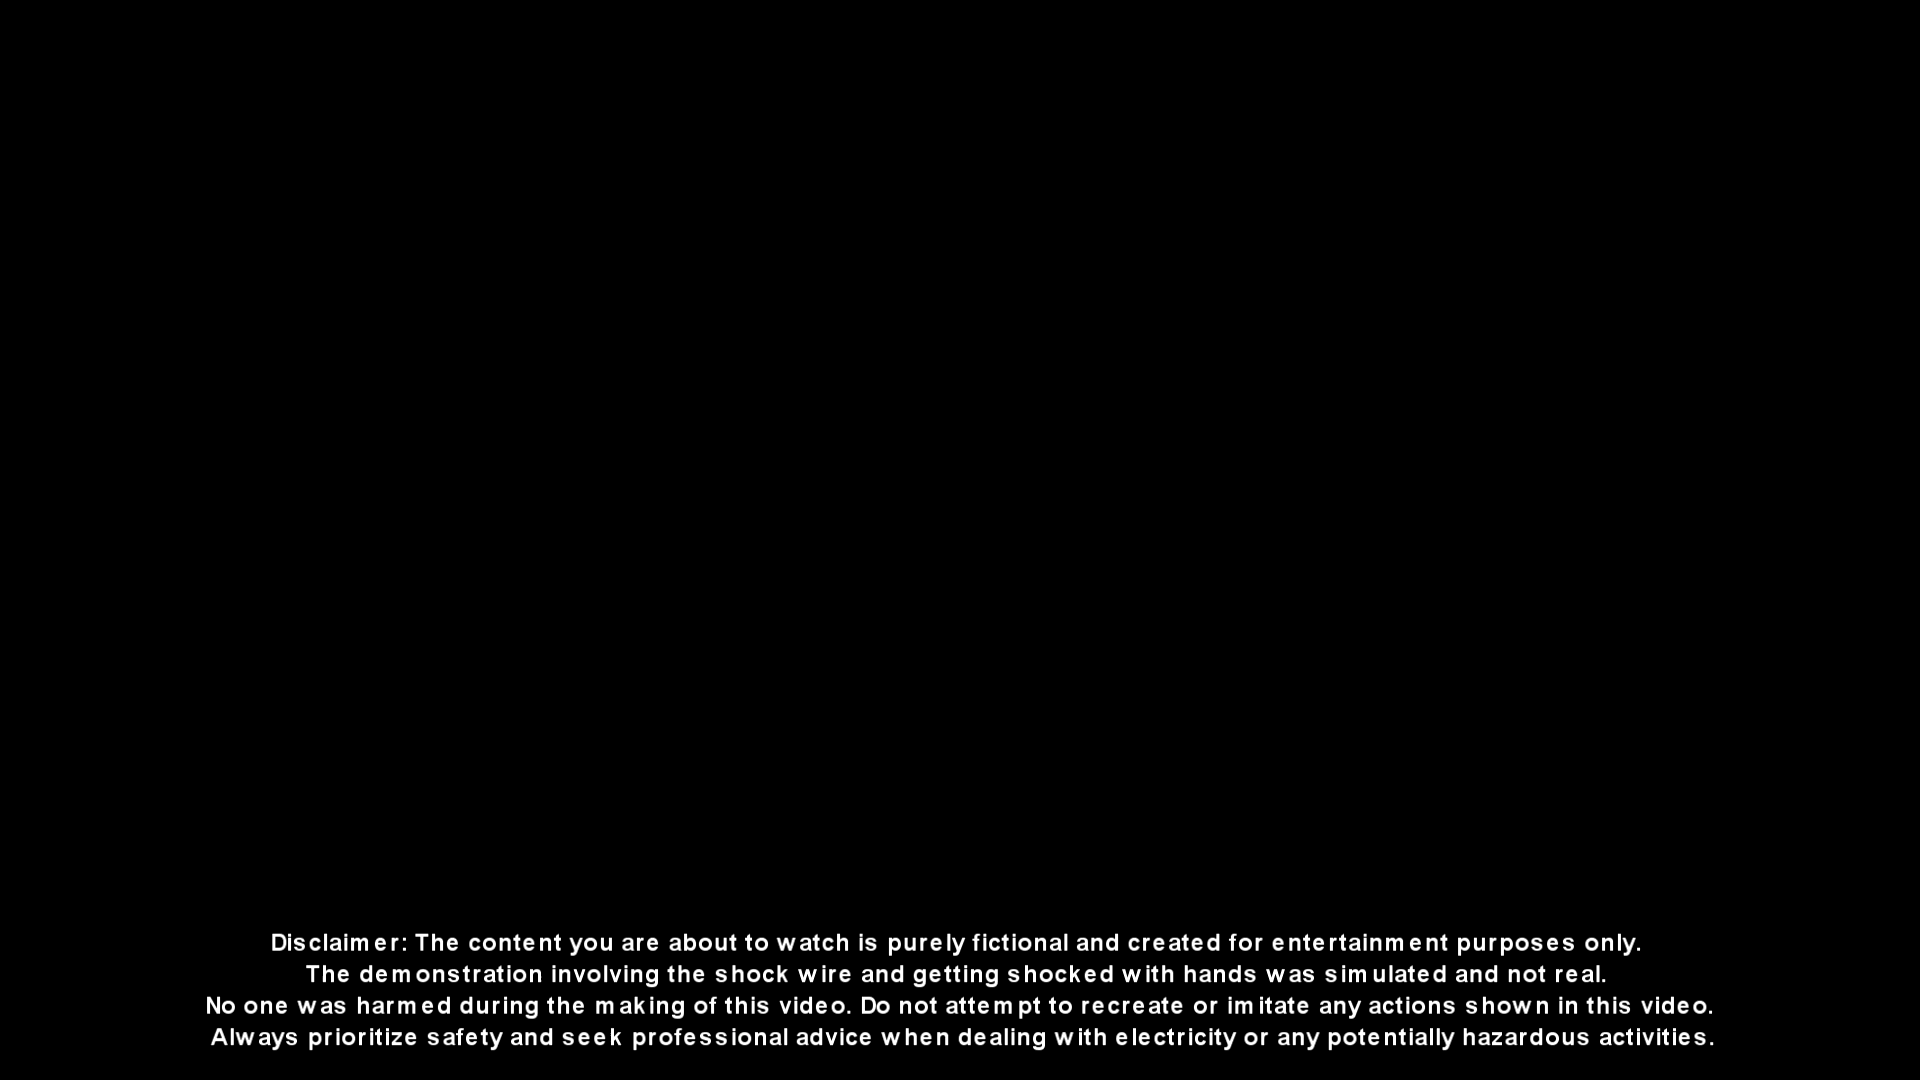 Disclaimer: The content you are about to watch is purely fictional and created for entertainment purposes only.
The demonstration involving the shock wire and getting shocked with hands was simulated and not real.
No one was harmed during the making of this video. Do not attempt to recreate or imitate any actions shown in this video.
Always prioritize safety and seek professional advice when dealing with electricity or any potentially hazardous activities.